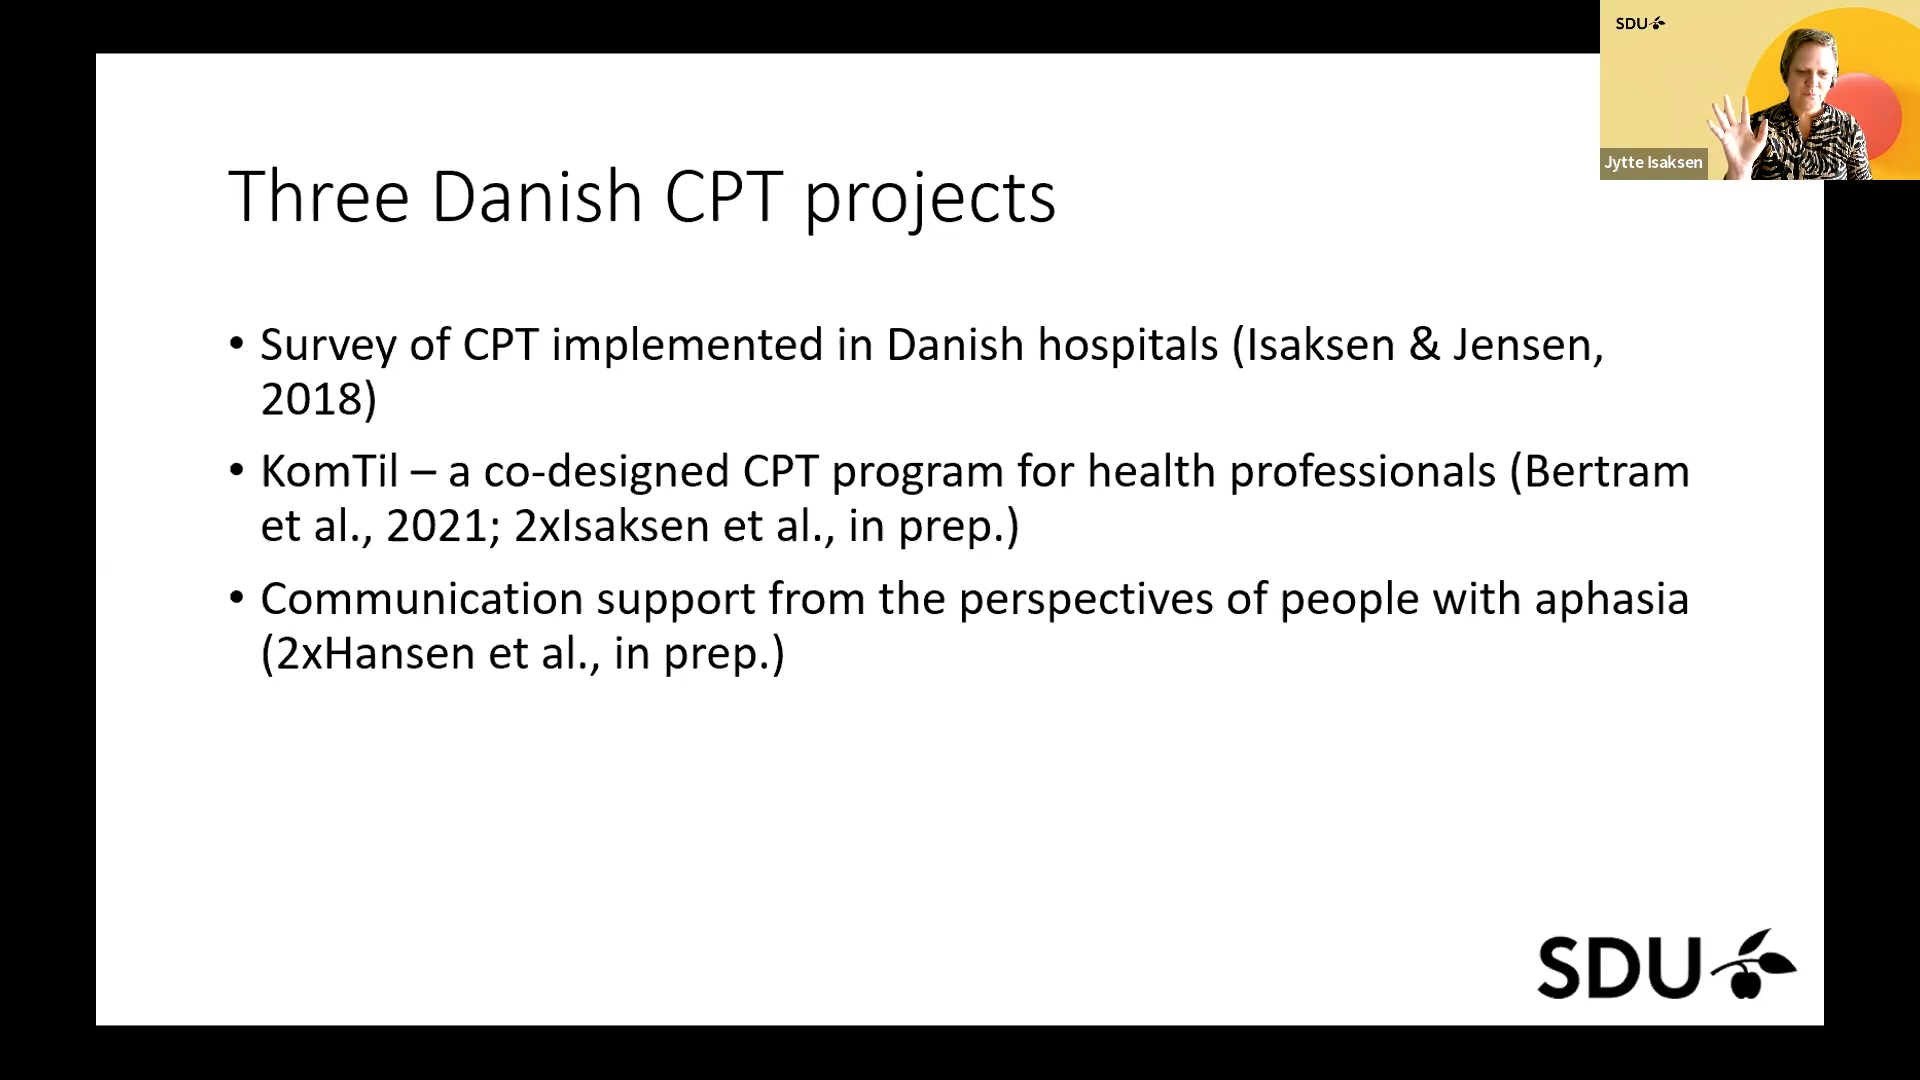 SDU
Jytte Isaksen
Three Danish CPT projects
• Survey of CPT implemented in Danish hospitals (Isaksen & Jensen,
2018)
• KomTil – a co-designed CPT program for health professionals (Bertram
et al., 2021; 2xIsaksen et al., in prep.)
• Communication support from the perspectives of people with aphasia
(2xHansen et al., in prep.)
SDU